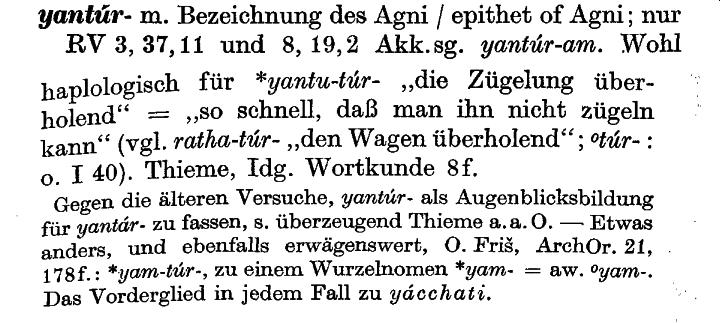 yantúr- m. Bezeichnung des Agni / epithet of Agni; nur
RV 3, 37,11 und 8, 19,2 Akk.sg. yantúr-am. Wohl
haplologisch für *yantu-túr- „die Zügelung über-
holend“ = „so schnell, daß man ihn nicht zügeln
kann“ (vgl. ratha-túr- „den Wagen überholend“; °túr- :
o. I 40). Thieme, Idg. Wortkunde 8f.
Gegen die älteren Versuche, yantúr- als Augenblicksbildung
für yantár- zu fassen, s. überzeugend Thieme a.a.O. — Etwas
anders, und ebenfalls erwägenswert, O. Friš, ArchOr. 21,
178f.: *yam-túr-, zu einem Wurzelnomen *yam- = aw. °yam-.
Das Vorderglied in jedem Fall zu yácchati.